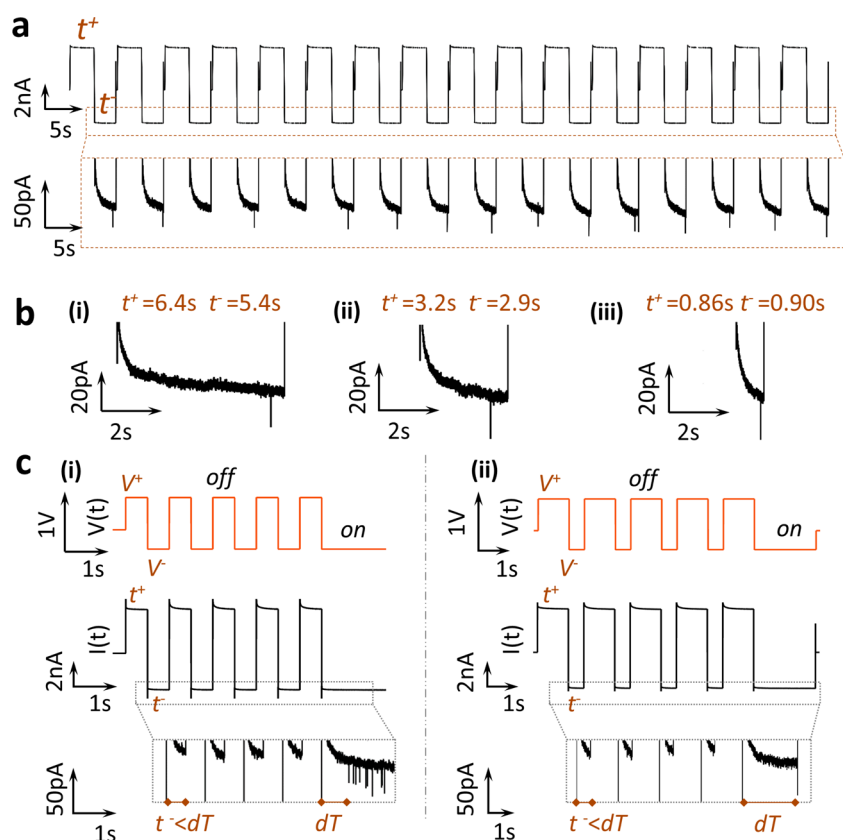 a
t⁺
2nA
t⁻
5s
50pA
5s
b
(i)
t⁺=6.4s t⁻=5.4s
20pA
2s
(ii)
t⁺=3.2s t⁻=2.9s
20pA
2s
(iii)
t⁺=0.86s t⁻=0.90s
20pA
2s
c
(i)
V⁺
off
1V
V(t)
on
1s
V⁻
t⁺
I(t)
2nA
1s
t⁻
50pA
1s
t⁻<dT
dT
(ii)
V⁺
off
1V
V(t)
on
1s
V⁻
t⁺
I(t)
2nA
1s
t⁻
50pA
1s
t⁻<dT
dT